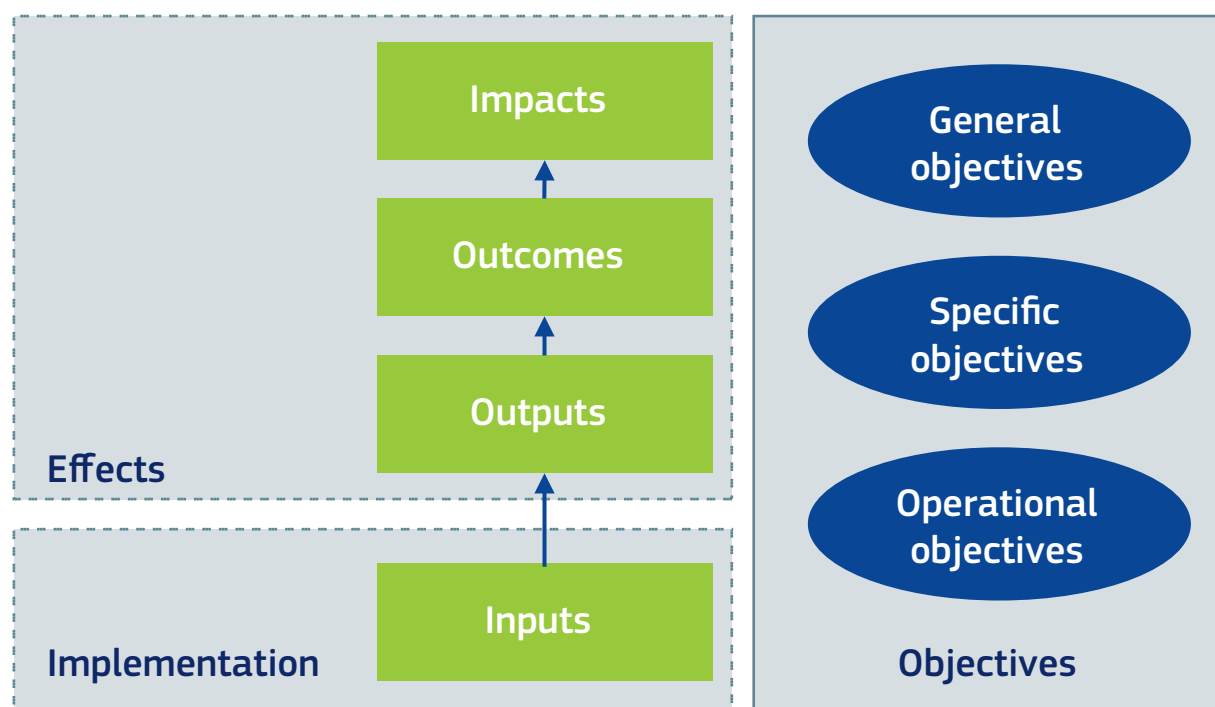 Impacts
Outcomes
Outputs
Effects
Inputs
Implementation
General
objectives
Specific
objectives
Operational
objectives
Objectives